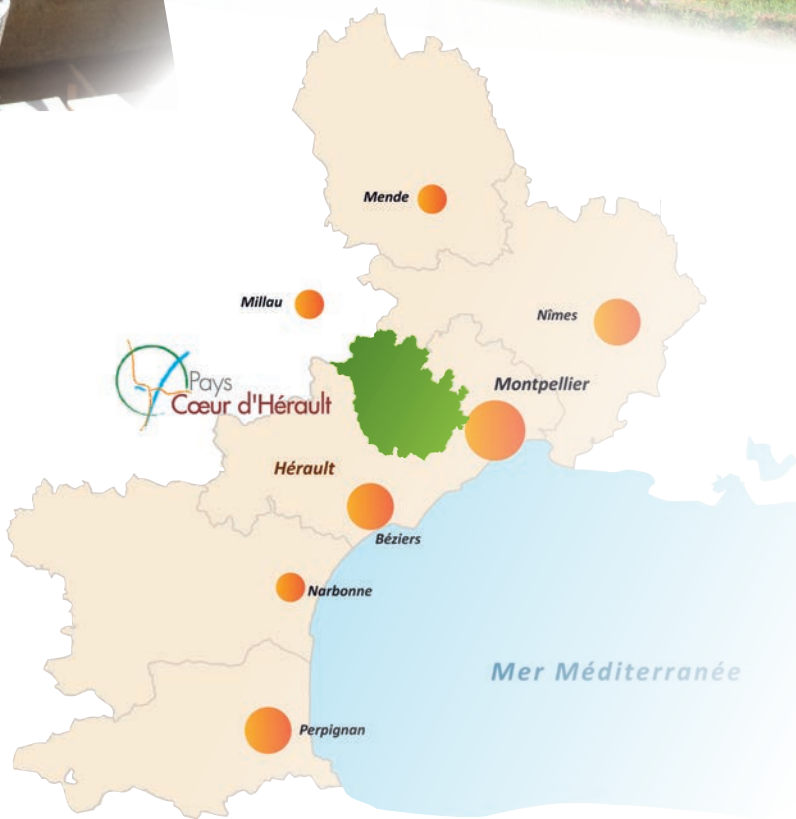 Mende
Millau
Nîmes
Pays
Cœur d'Hérault
Montpellier
Hérault
Béziers
Narbonne
Mer Méditerranée
Perpignan